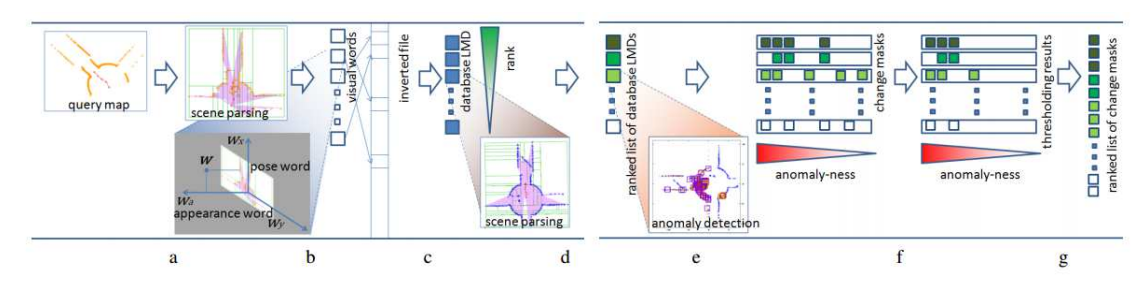 query map
scene parsing
W
Wx
pose word
Wa
appearance word
Wy
visual words
inverted file
database LMD
rank
scene parsing
ranked list of database LMDs
anomaly detection
change masks
anomaly-ness
thresholding results
anomaly-ness
ranked list of change masks
a b c d e f g